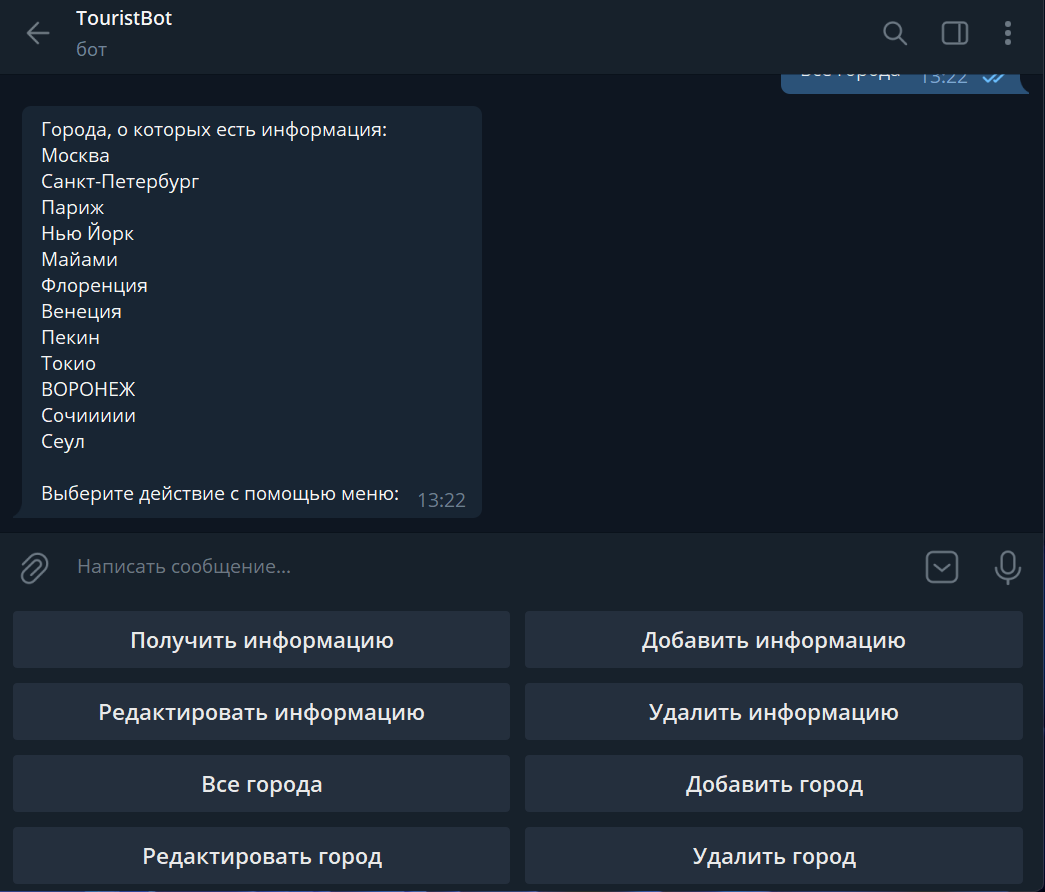 TouristBot
бот
Все города 13:22
Города, о которых есть информация:
Москва
Санкт-Петербург
Париж
Нью Йорк
Майами
Флоренция
Венеция
Пекин
Токио
ВОРОНЕЖ
Сочиииии
Сеул
Выберите действие с помощью меню: 13:22
Написать сообщение...
Получить информацию
Добавить информацию
Редактировать информацию
Удалить информацию
Все города
Добавить город
Редактировать город
Удалить город